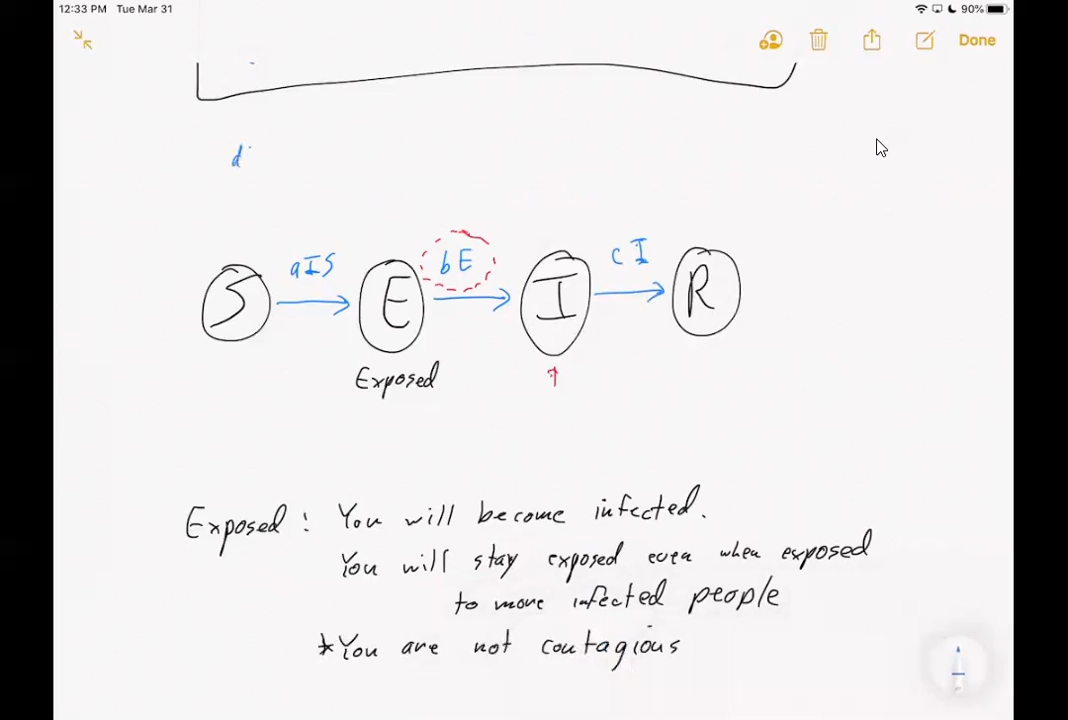 12:33 PM Tue Mar 31
90%
Done
d
aIS
bE
cI
S
E
I
R
Exposed
Exposed : You will become infected.
You will stay exposed even when exposed
to more infected people
*You are not contagious